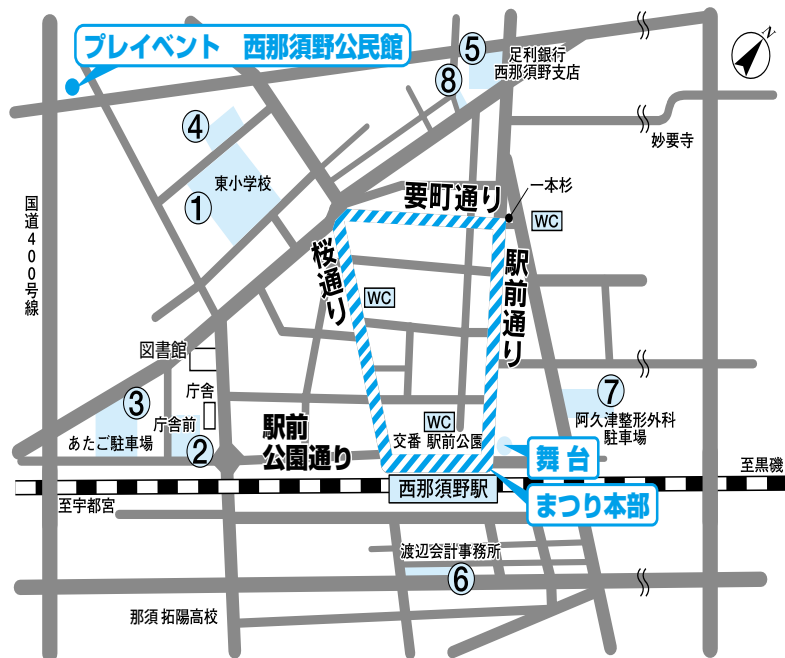 プレイベント 西那須野公民館
N
⑤
足利銀行
西那須野支店
⑧
④
妙要寺
東小学校
①
要町通り
一本杉
WC
国道400号線
桜通り
WC
駅前通り
図書館
庁舎
③
庁舎前
あたご駐車場
②
駅前
公園通り
WC
交番 駅前公園
⑦
阿久津整形外科
駐車場
舞台
至黒磯
西那須野駅
まつり本部
至宇都宮
渡辺会計事務所
⑥
那須拓陽高校